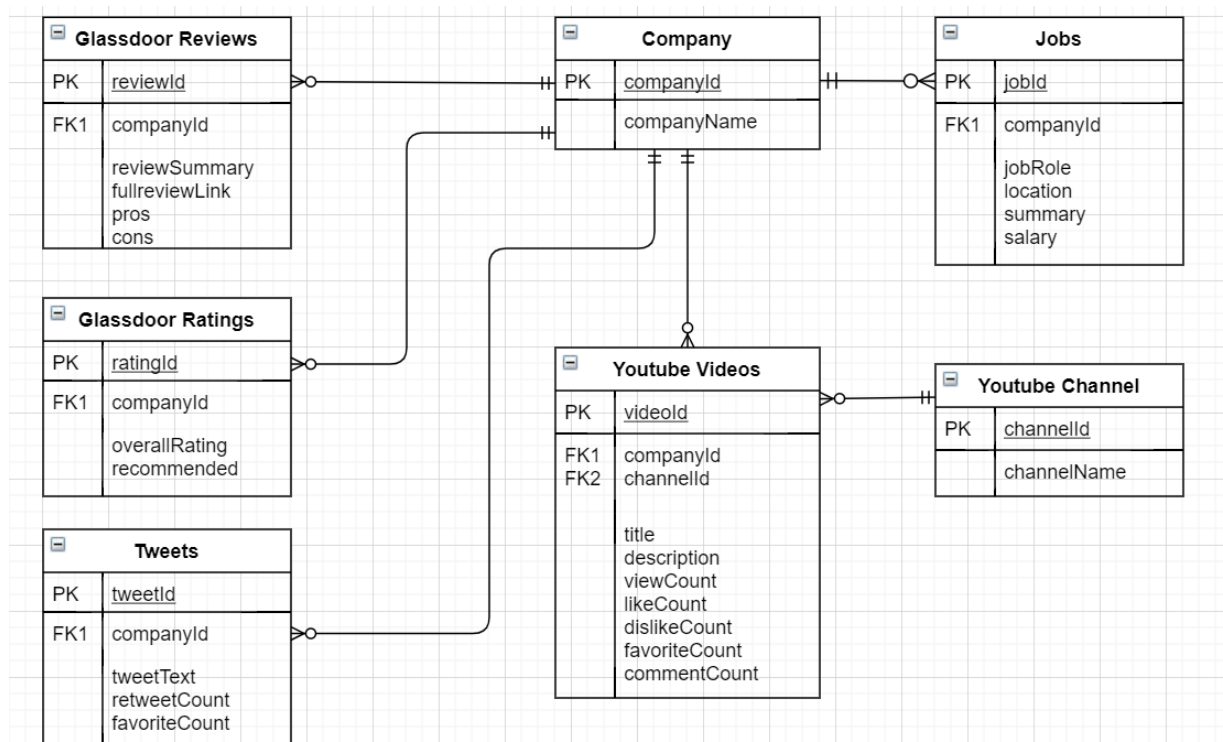 Glassdoor Reviews
PK reviewId
FK1 companyId
reviewSummary
fullreviewLink
pros
cons
Company
PK companyId
companyName
Jobs
PK jobId
FK1 companyId
jobRole
location
summary
salary
Glassdoor Ratings
PK ratingId
FK1 companyId
overallRating
recommended
Youtube Videos
PK videoId
FK1 companyId
FK2 channelId
title
description
viewCount
likeCount
dislikeCount
favoriteCount
commentCount
Youtube Channel
PK channelId
channelName
Tweets
PK tweetId
FK1 companyId
tweetText
retweetCount
favoriteCount